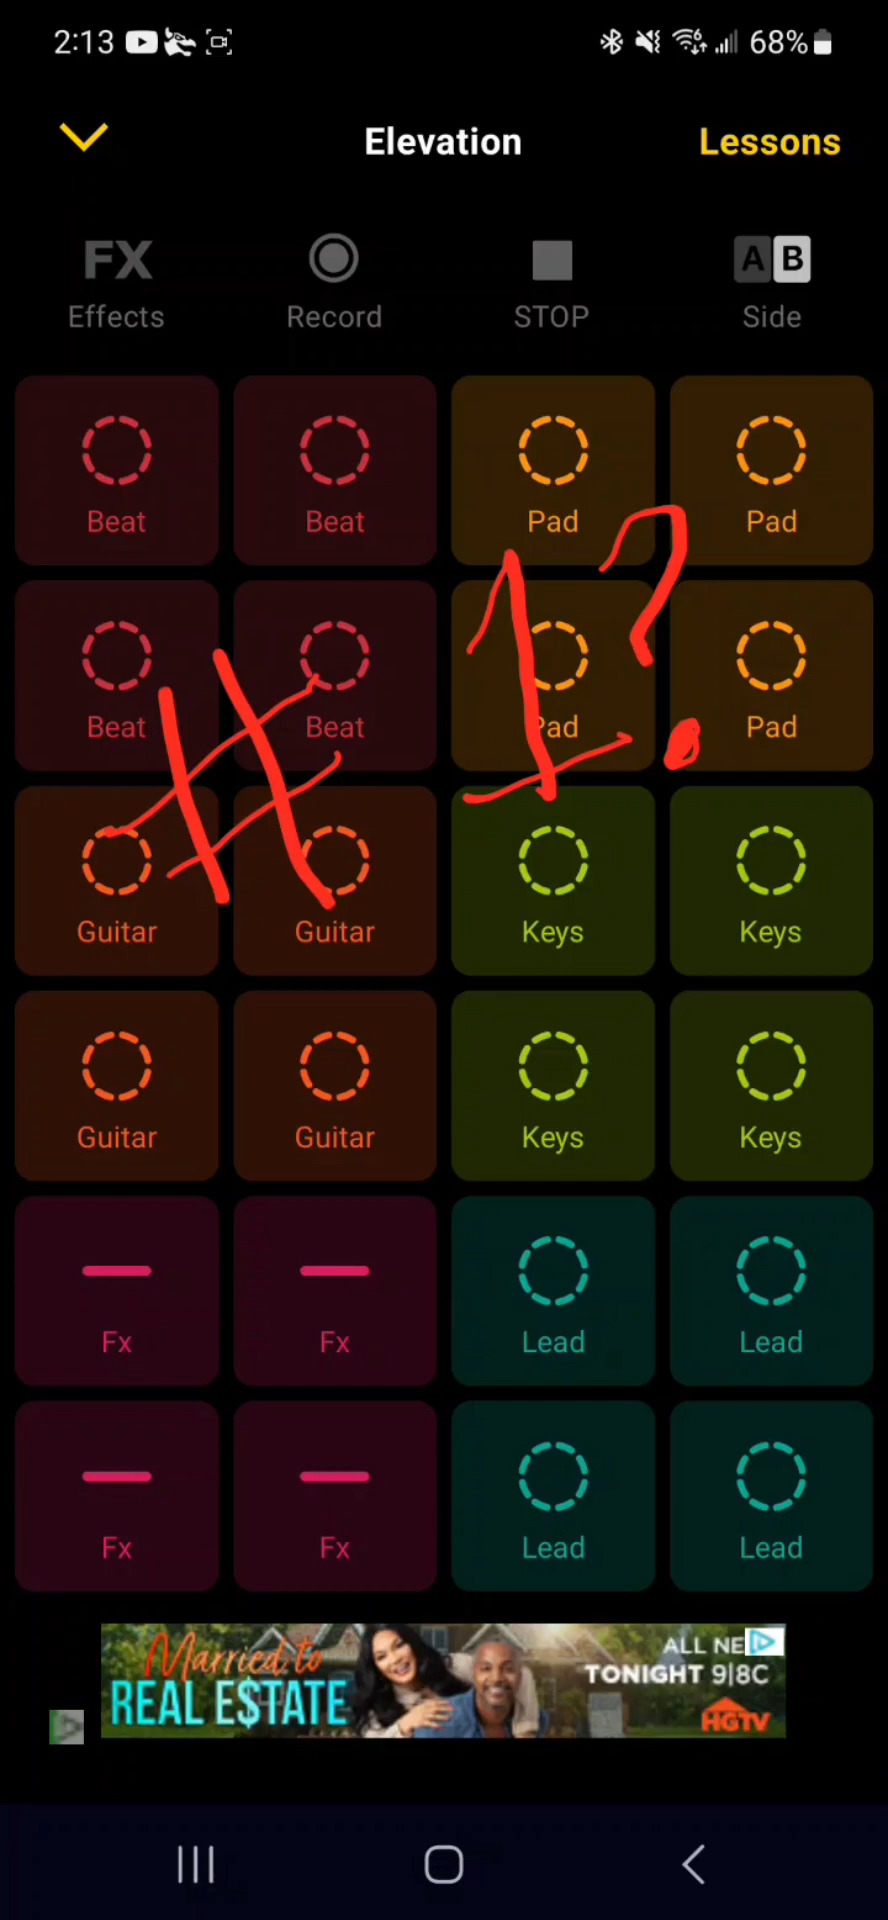 2:13 68%
Elevation Lessons
FX A B
Effects Record STOP Side
Beat Beat Pad Pad
Beat Beat Pad Pad
# 1?
Guitar Guitar Keys Keys
Guitar Guitar Keys Keys
Fx Fx Lead Lead
Fx Fx Lead Lead
Married to
REAL E$TATE
ALL NE
TONIGHT 9|8C
HGTV